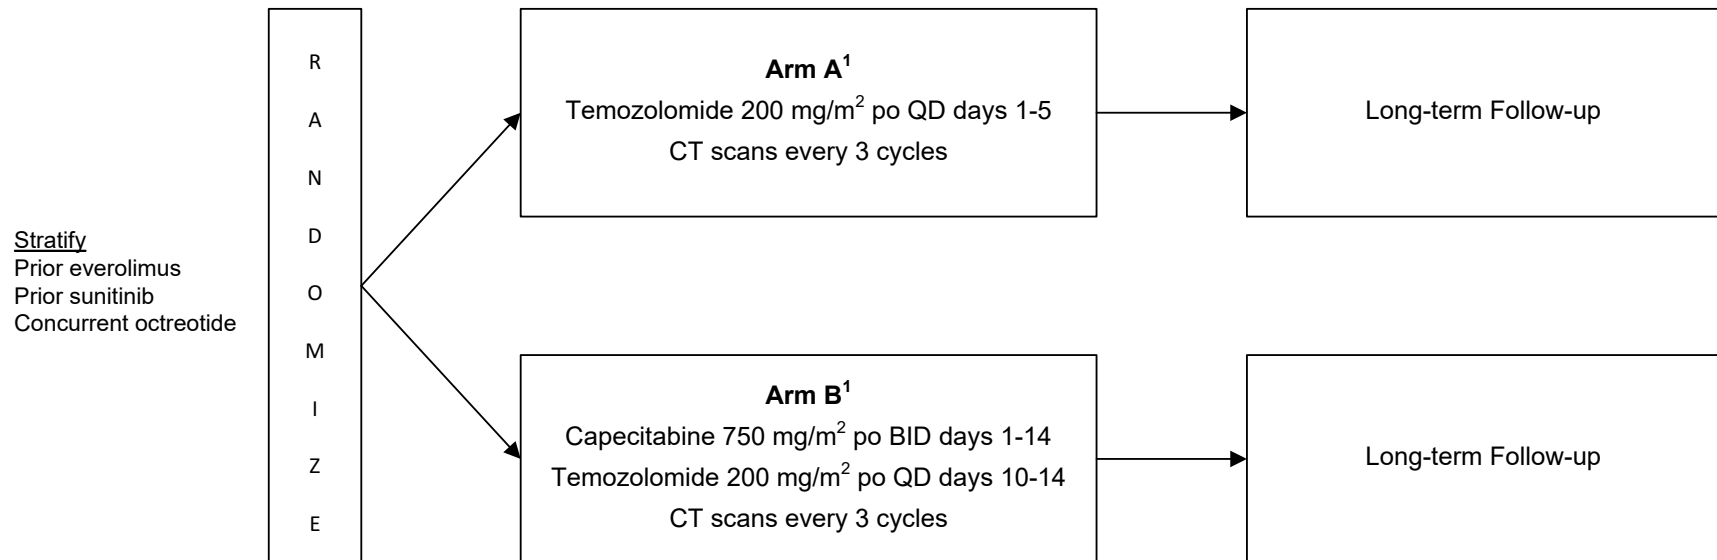 Stratify
Prior everolimus
Prior sunitinib
Concurrent octreotide
R
A
N
D
O
M
I
Z
E
Arm A¹
Temozolomide 200 mg/m² po QD days 1-5
CT scans every 3 cycles
Long-term Follow-up
Arm B¹
Capecitabine 750 mg/m² po BID days 1-14
Temozolomide 200 mg/m² po QD days 10-14
CT scans every 3 cycles
Long-term Follow-up